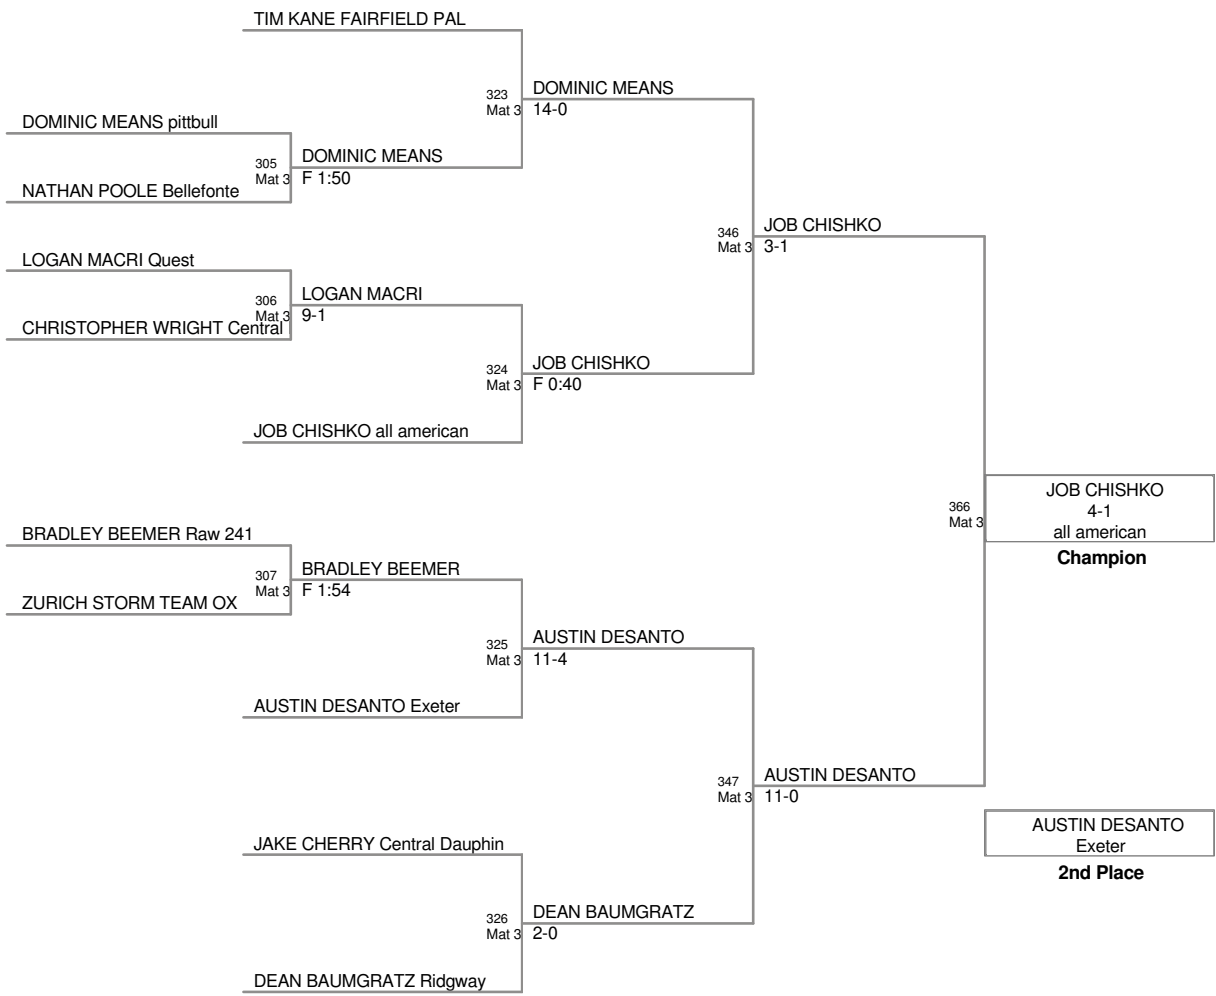 TIM KANE FAIRFIELD PAL
323
Mat 3
DOMINIC MEANS
14-0
DOMINIC MEANS pittbull
305
Mat 3
DOMINIC MEANS
F 1:50
NATHAN POOLE Bellefonte
346
Mat 3
JOB CHISHKO
3-1
LOGAN MACRI Quest
306
Mat 3
LOGAN MACRI
9-1
CHRISTOPHER WRIGHT Central
324
Mat 3
JOB CHISHKO
F 0:40
JOB CHISHKO all american
366
Mat 3
JOB CHISHKO
4-1
all american
Champion
BRADLEY BEEMER Raw 241
307
Mat 3
BRADLEY BEEMER
F 1:54
ZURICH STORM TEAM OX
325
Mat 3
AUSTIN DESANTO
11-4
AUSTIN DESANTO Exeter
347
Mat 3
AUSTIN DESANTO
11-0
AUSTIN DESANTO
Exeter
2nd Place
JAKE CHERRY Central Dauphin
326
Mat 3
DEAN BAUMGRATZ
2-0
DEAN BAUMGRATZ Ridgway